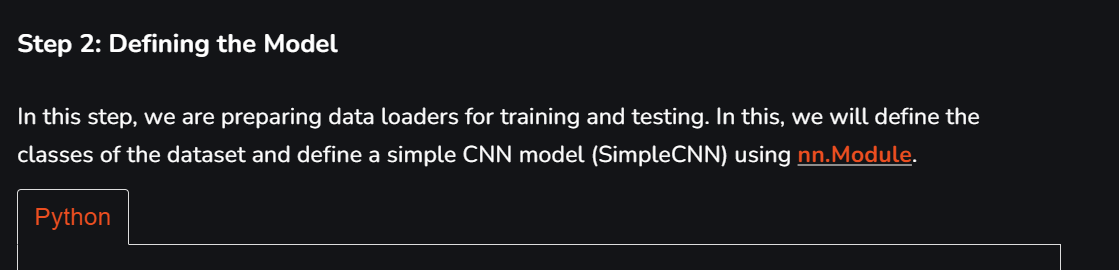 Step 2: Defining the Model
In this step, we are preparing data loaders for training and testing. In this, we will define the
classes of the dataset and define a simple CNN model (SimpleCNN) using nn.Module.
Python